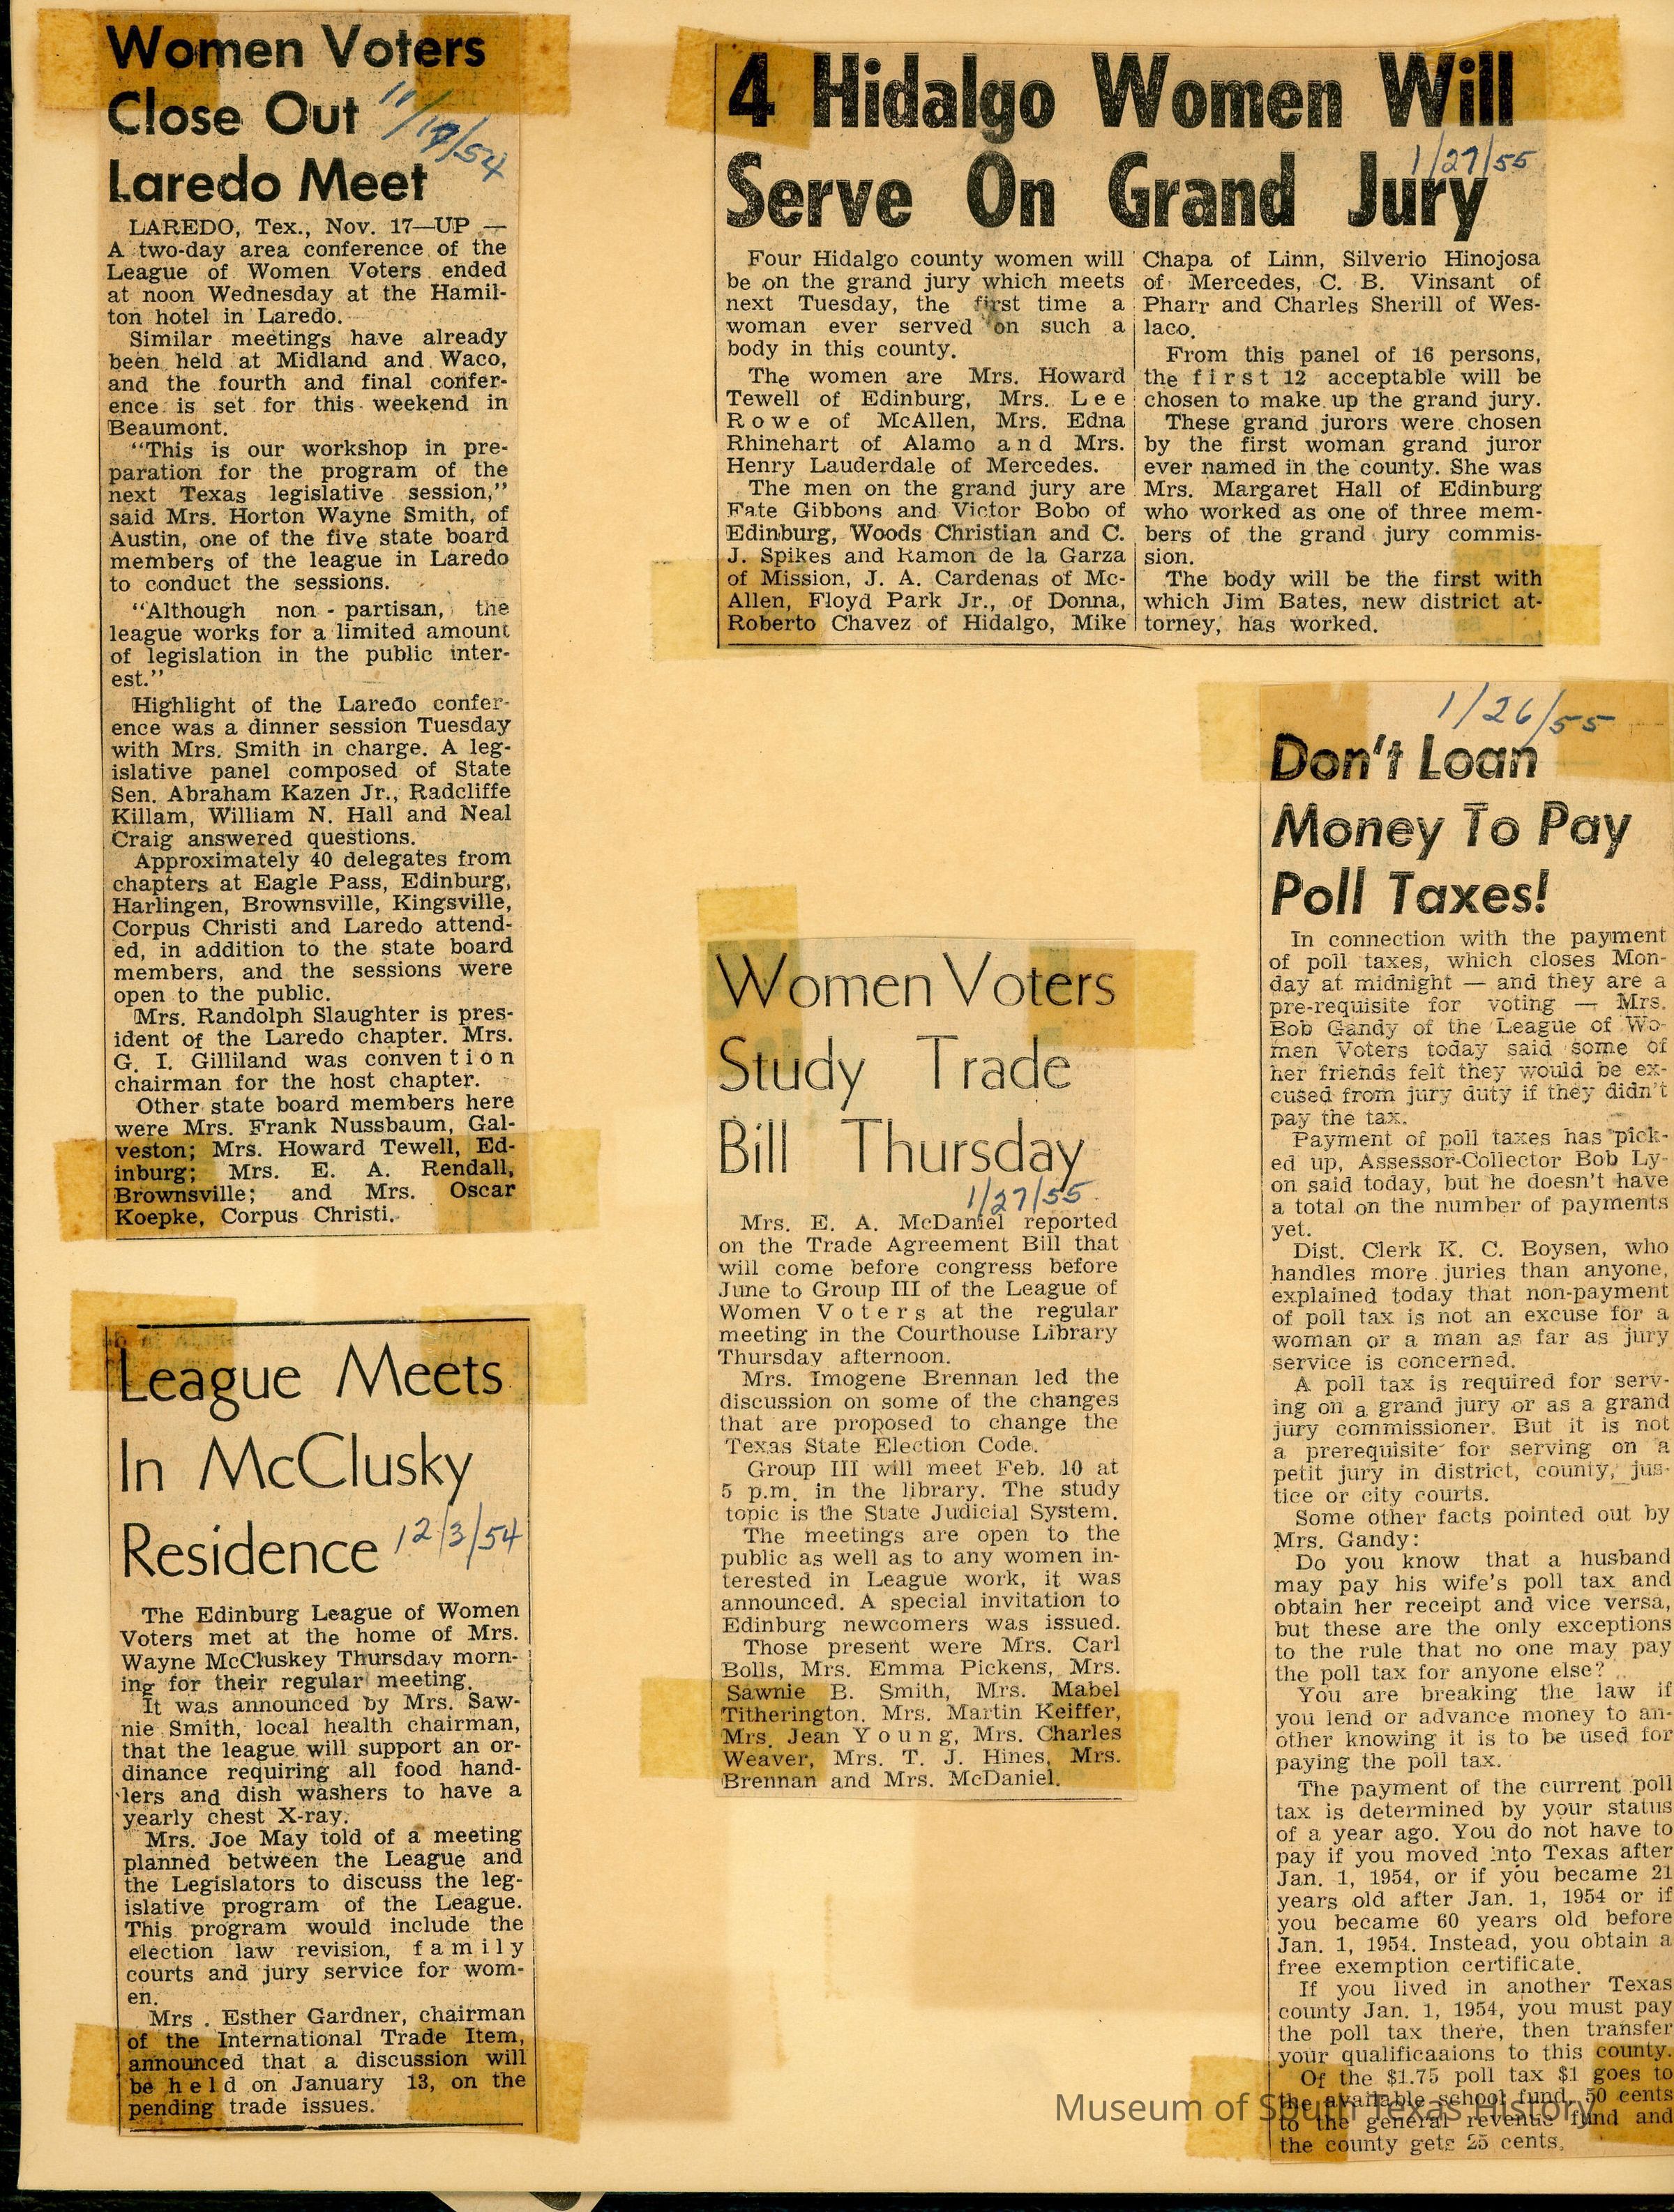 Women Voters
Close Out
Laredo Meet
11/17/54
LAREDO, Tex., Nov. 17—UP —
A two-day area conference of the
League of Women Voters ended
at noon Wednesday at the Hamil-
ton hotel in Laredo.
Similar meetings have already
been held at Midland and Waco,
and the fourth and final confer-
ence is set for this weekend in
Beaumont.
“This is our workshop in pre-
paration for the program of the
next Texas legislative session,”
said Mrs. Horton Wayne Smith, of
Austin, one of the five state board
members of the league in Laredo
to conduct the sessions.
“Although non - partisan, the
league works for a limited amount
of legislation in the public inter-
est.”
Highlight of the Laredo confer-
ence was a dinner session Tuesday
with Mrs. Smith in charge. A leg-
islative panel composed of State
Sen. Abraham Kazen Jr., Radcliffe
Killam, William N. Hall and Neal
Craig answered questions.
Approximately 40 delegates from
chapters at Eagle Pass, Edinburg,
Harlingen, Brownsville, Kingsville,
Corpus Christi and Laredo attend-
ed, in addition to the state board
members, and the sessions were
open to the public.
Mrs. Randolph Slaughter is pres-
ident of the Laredo chapter. Mrs.
G. I. Gilliland was convention
chairman for the host chapter.
Other state board members here
were Mrs. Frank Nussbaum, Gal-
veston; Mrs. Howard Tewell, Ed-
inburg; Mrs. E. A. Rendall,
Brownsville; and Mrs. Oscar
Koepke, Corpus Christi.
League Meets
In McClusky
Residence
12/3/54
The Edinburg League of Women
Voters met at the home of Mrs.
Wayne McCluskey Thursday morn-
ing for their regular meeting.
It was announced by Mrs. Saw-
nie Smith, local health chairman,
that the league will support an or-
dinance requiring all food hand-
lers and dish washers to have a
yearly chest X-ray.
Mrs. Joe May told of a meeting
planned between the League and
the Legislators to discuss the leg-
islative program of the League.
This program would include the
election law revision, family
courts and jury service for wom-
en.
Mrs . Esther Gardner, chairman
of the International Trade Item,
announced that a discussion will
be held on January 13, on the
pending trade issues.
4 Hidalgo Women Will
Serve On Grand Jury
1/27/55
Four Hidalgo county women will
be on the grand jury which meets
next Tuesday, the first time a
woman ever served on such a
body in this county.
The women are Mrs. Howard
Tewell of Edinburg, Mrs. Lee
Rowe of McAllen, Mrs. Edna
Rhinehart of Alamo and Mrs.
Henry Lauderdale of Mercedes.
The men on the grand jury are
Fate Gibbons and Victor Bobo of
Edinburg, Woods Christian and C.
J. Spikes and Ramon de la Garza
of Mission, J. A. Cardenas of Mc-
Allen, Floyd Park Jr., of Donna,
Roberto Chavez of Hidalgo, Mike
Chapa of Linn, Silverio Hinojosa
of Mercedes, C. B. Vinsant of
Pharr and Charles Sherill of Wes-
laco.
From this panel of 16 persons,
the first 12 acceptable will be
chosen to make up the grand jury.
These grand jurors were chosen
by the first woman grand juror
ever named in the county. She was
Mrs. Margaret Hall of Edinburg
who worked as one of three mem-
bers of the grand jury commis-
sion.
The body will be the first with
which Jim Bates, new district at-
torney, has worked.
Women Voters
Study Trade
Bill Thursday
1/27/55
Mrs. E. A. McDaniel reported
on the Trade Agreement Bill that
will come before congress before
June to Group III of the League of
Women Voters at the regular
meeting in the Courthouse Library
Thursday afternoon.
Mrs. Imogene Brennan led the
discussion on some of the changes
that are proposed to change the
Texas State Election Code.
Group III will meet Feb. 10 at
5 p.m. in the library. The study
topic is the State Judicial System.
The meetings are open to the
public as well as to any women in-
terested in League work, it was
announced. A special invitation to
Edinburg newcomers was issued.
Those present were Mrs. Carl
Bolls, Mrs. Emma Pickens, Mrs.
Sawnie B. Smith, Mrs. Mabel
Titherington, Mrs. Martin Keiffer,
Mrs. Jean Young, Mrs. Charles
Weaver, Mrs. T. J. Hines, Mrs.
Brennan and Mrs. McDaniel.
1/26/55
Don't Loan
Money To Pay
Poll Taxes!
In connection with the payment
of poll taxes, which closes Mon-
day at midnight — and they are a
pre-requisite for voting — Mrs.
Bob Gandy of the League of Wo-
men Voters today said some of
her friends felt they would be ex-
cused from jury duty if they didn't
pay the tax.
Payment of poll taxes has pick-
ed up, Assessor-Collector Bob Ly-
on said today, but he doesn't have
a total on the number of payments
yet.
Dist. Clerk K. C. Boysen, who
handles more juries than anyone,
explained today that non-payment
of poll tax is not an excuse for a
woman or a man as far as jury
service is concerned.
A poll tax is required for serv-
ing on a grand jury or as a grand
jury commissioner. But it is not
a prerequisite for serving on a
petit jury in district, county, jus-
tice or city courts.
Some other facts pointed out by
Mrs. Gandy:
Do you know that a husband
may pay his wife's poll tax and
obtain her receipt and vice versa,
but these are the only exceptions
to the rule that no one may pay
the poll tax for anyone else?
You are breaking the law if
you lend or advance money to an-
other knowing it is to be used for
paying the poll tax.
The payment of the current poll
tax is determined by your status
of a year ago. You do not have to
pay if you moved into Texas after
Jan. 1, 1954, or if you became 21
years old after Jan. 1, 1954 or if
you became 60 years old before
Jan. 1, 1954. Instead, you obtain a
free exemption certificate.
If you lived in another Texas
county Jan. 1, 1954, you must pay
the poll tax there, then transfer
your qualificaaions to this county.
Of the $1.75 poll tax $1 goes to
the available school fund, 50 cents
to the general revenue fund and
the county gets 25 cents.
Museum of South Texas History